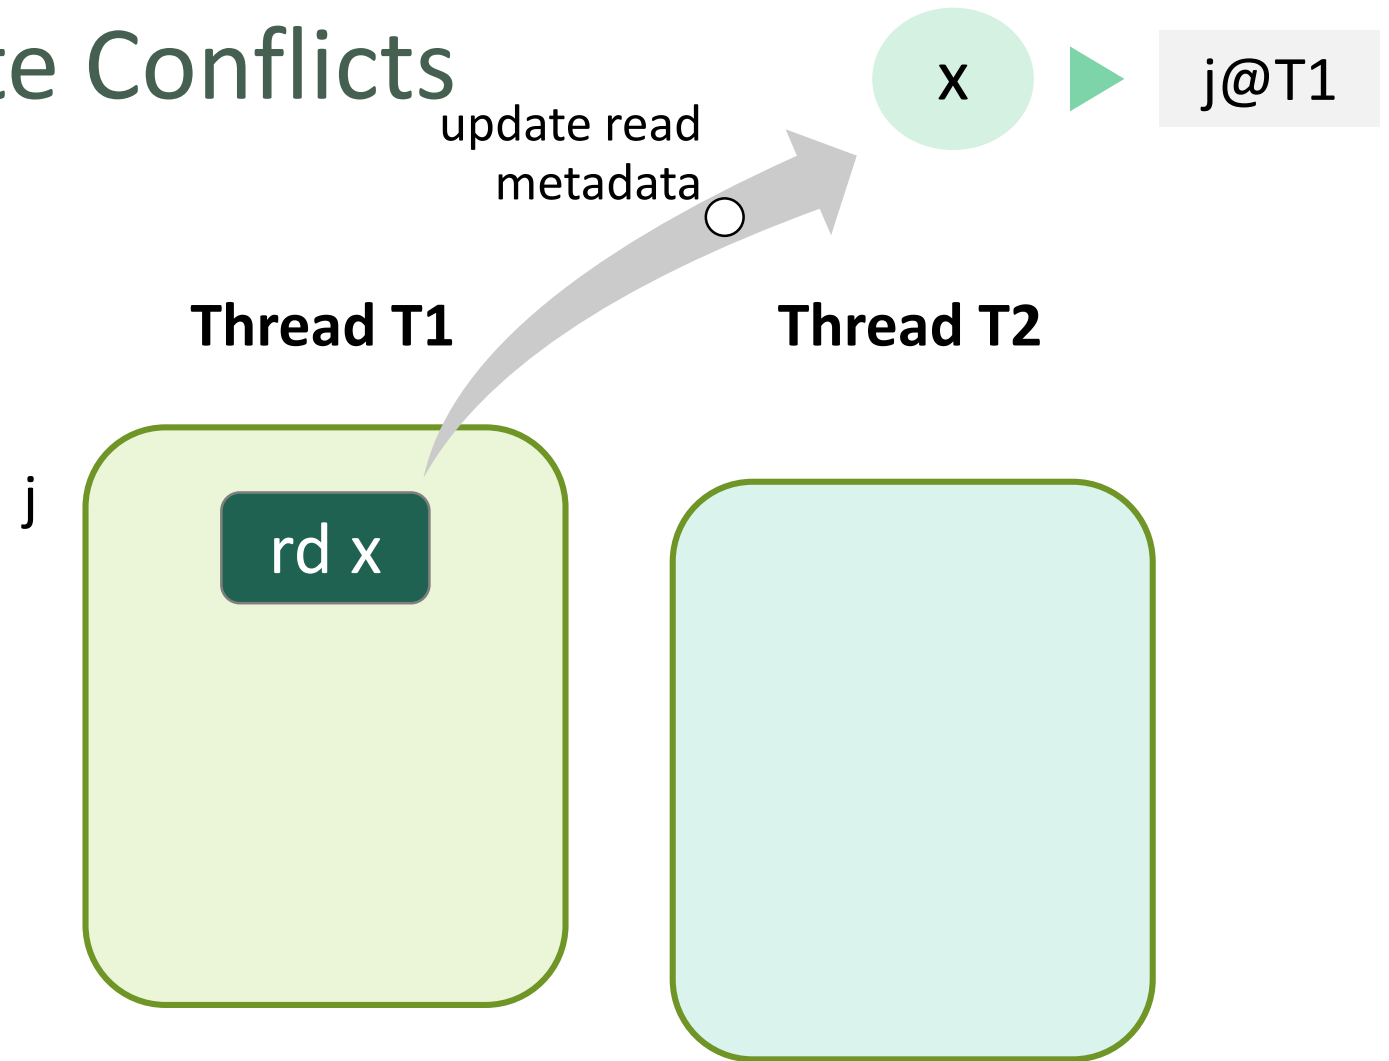 te Conflicts
x
j@T1
update read
metadata
Thread T1
Thread T2
j
rd x